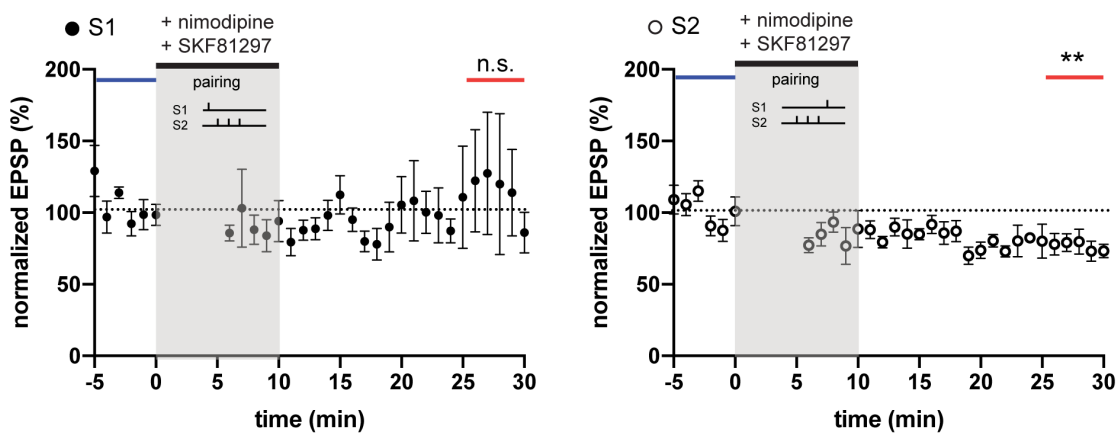 ● S1
+ nimodipine
+ SKF81297
n.s.
pairing
S1
S2
normalized EPSP (%)
200
150
100
50
0
-5 0 5 10 15 20 25 30
time (min)
○ S2
+ nimodipine
+ SKF81297
**
pairing
S1
S2
normalized EPSP (%)
200
150
100
50
0
-5 0 5 10 15 20 25 30
time (min)